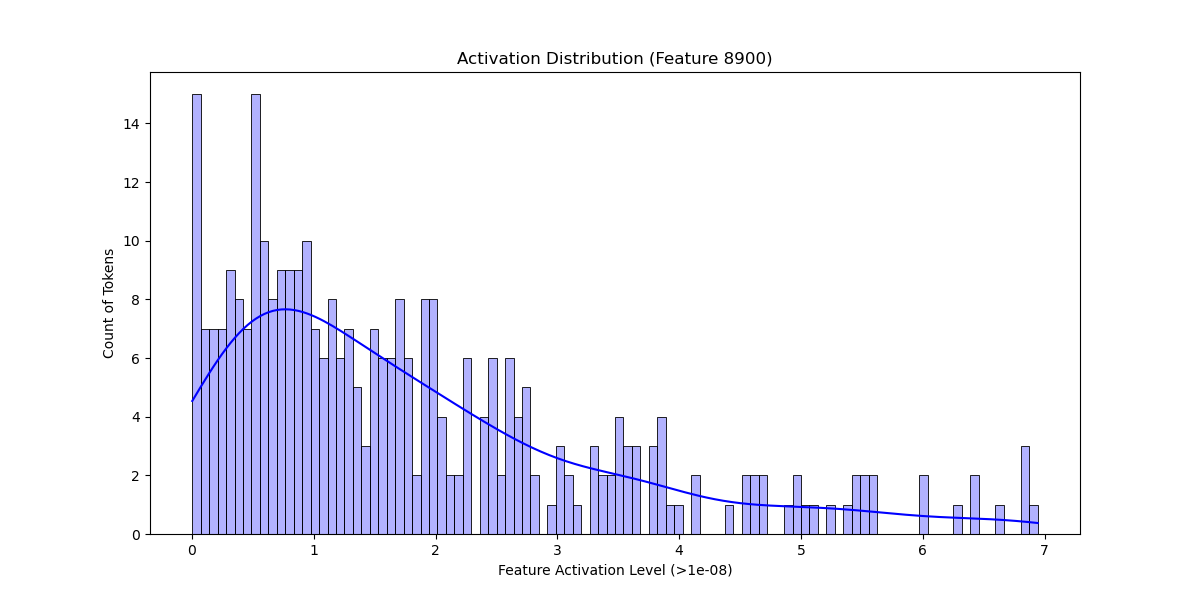 Activation Distribution (Feature 8900)
Count of Tokens
14
12
10
8
6
4
2
0
0 1 2 3 4 5 6 7
Feature Activation Level (>1e-08)